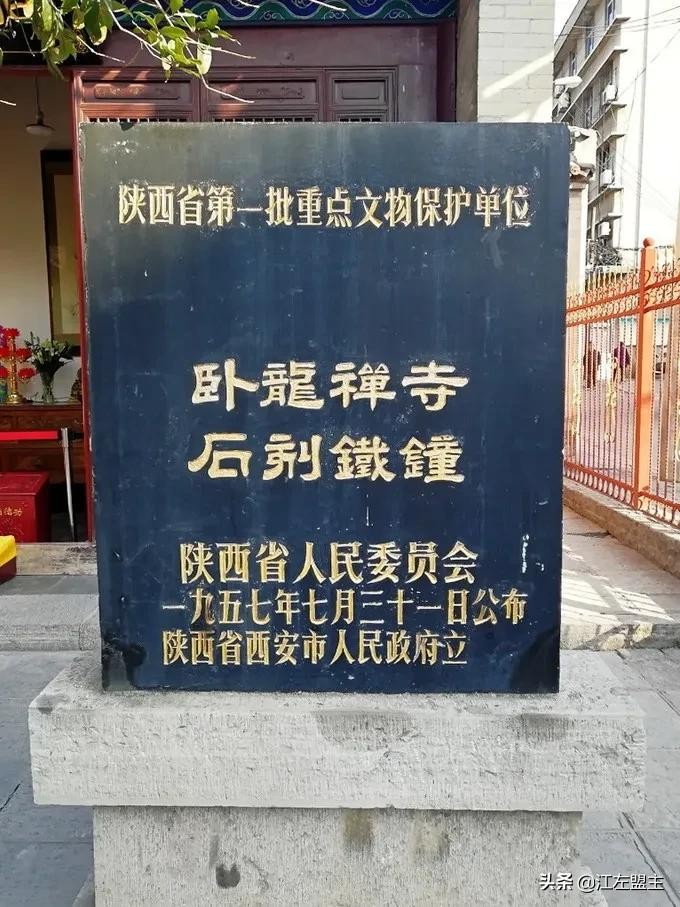 陕西省第一批重点文物保护单位
卧龍禪寺
石刻鐵鐘
陕西省人民委员会
一九五七年七月三十一日公布
陕西省西安市人民政府立
头条 @江左盟主